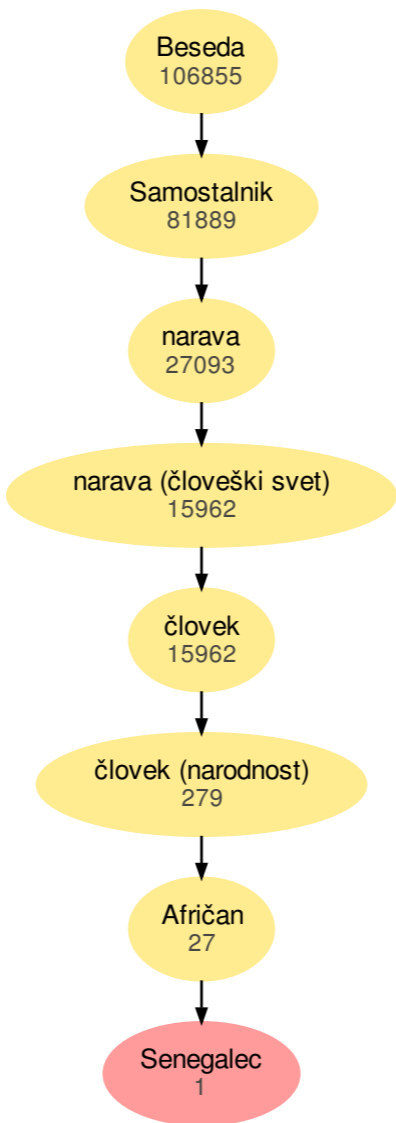 Beseda
106855
Samostalnik
81889
narava
27093
narava (človeški svet)
15962
človek
15962
človek (narodnost)
279
Afričan
27
Senegalec
1